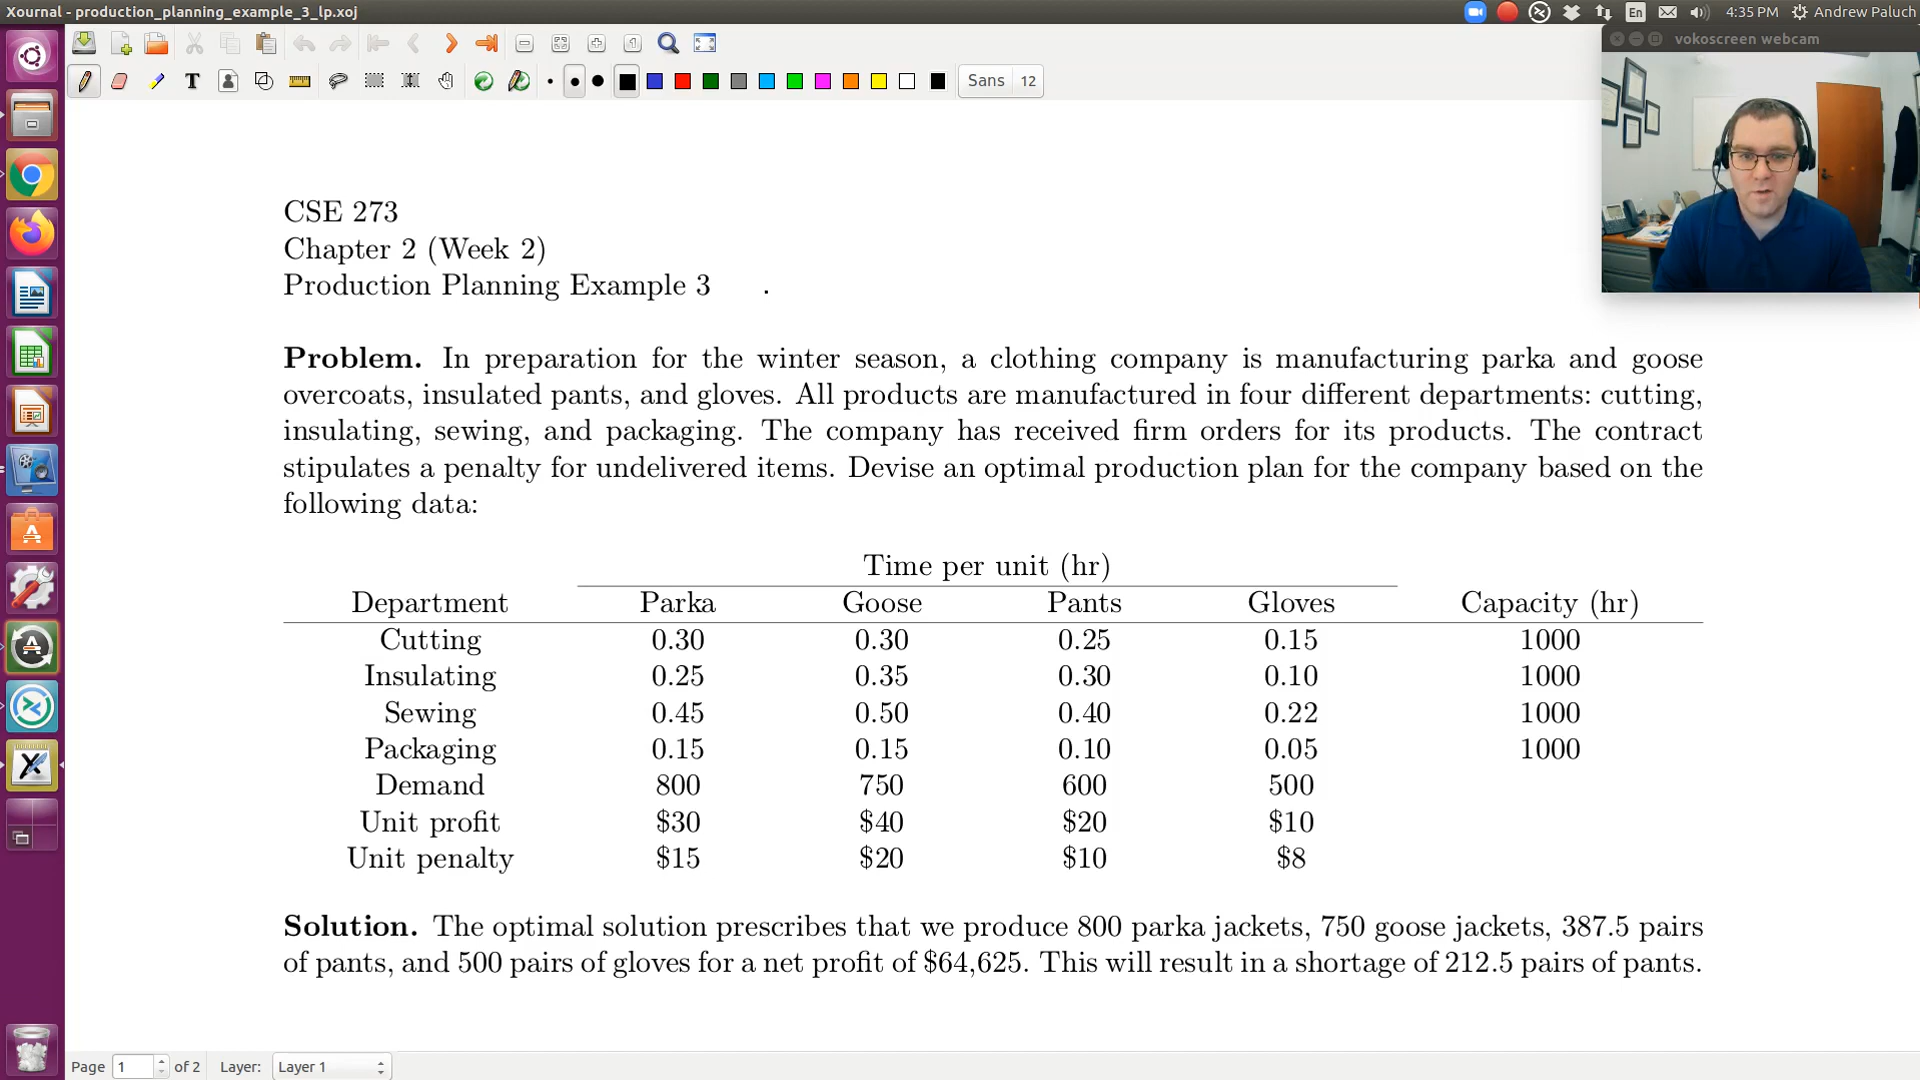 Xournal - production_planning_example_3_lp.xoj
En
4:35 PM
Andrew Paluch
vokoscreen webcam
Sans 12
CSE 273
Chapter 2 (Week 2)
Production Planning Example 3 .
Problem. In preparation for the winter season, a clothing company is manufacturing parka and goose
overcoats, insulated pants, and gloves. All products are manufactured in four different departments: cutting,
insulating, sewing, and packaging. The company has received firm orders for its products. The contract
stipulates a penalty for undelivered items. Devise an optimal production plan for the company based on the
following data:
Time per unit (hr)
Department Parka Goose Pants Gloves Capacity (hr)
Cutting 0.30 0.30 0.25 0.15 1000
Insulating 0.25 0.35 0.30 0.10 1000
Sewing 0.45 0.50 0.40 0.22 1000
Packaging 0.15 0.15 0.10 0.05 1000
Demand 800 750 600 500
Unit profit $30 $40 $20 $10
Unit penalty $15 $20 $10 $8
Solution. The optimal solution prescribes that we produce 800 parka jackets, 750 goose jackets, 387.5 pairs
of pants, and 500 pairs of gloves for a net profit of $64,625. This will result in a shortage of 212.5 pairs of pants.
Page 1 of 2 Layer: Layer 1